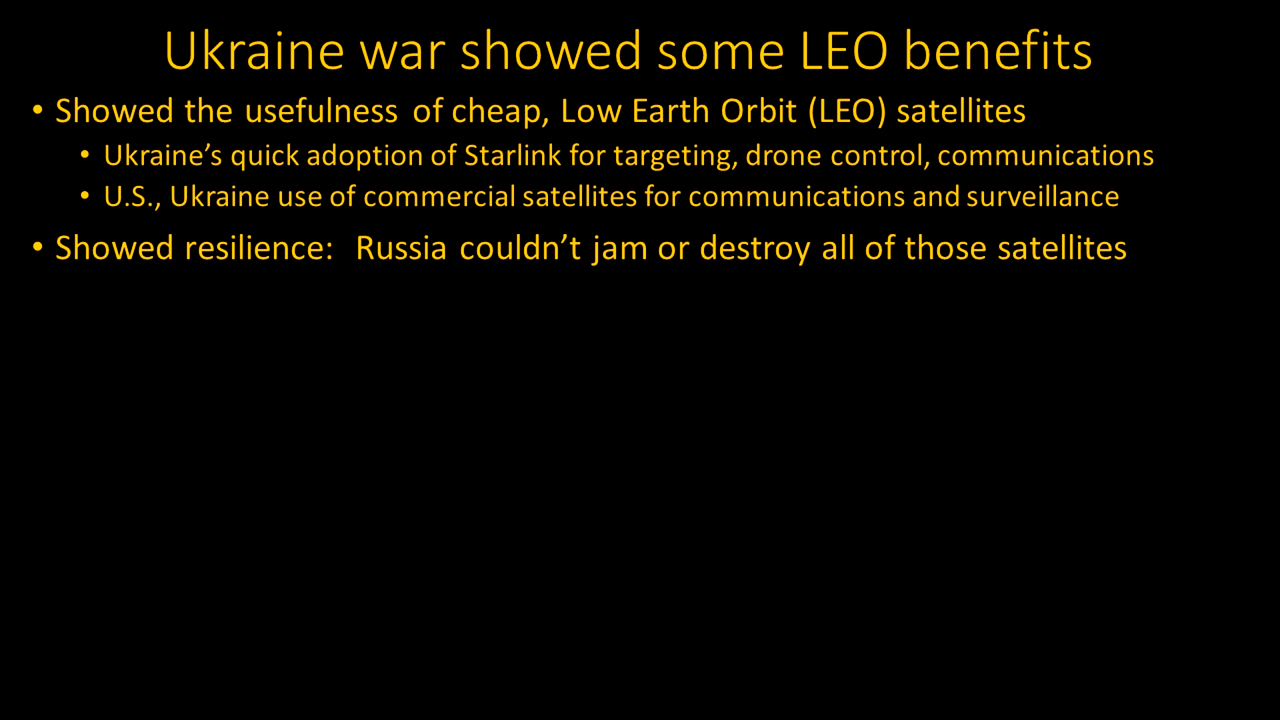 Ukraine war showed some LEO benefits
• Showed the usefulness of cheap, Low Earth Orbit (LEO) satellites
• Ukraine’s quick adoption of Starlink for targeting, drone control, communications
• U.S., Ukraine use of commercial satellites for communications and surveillance
• Showed resilience:  Russia couldn’t jam or destroy all of those satellites